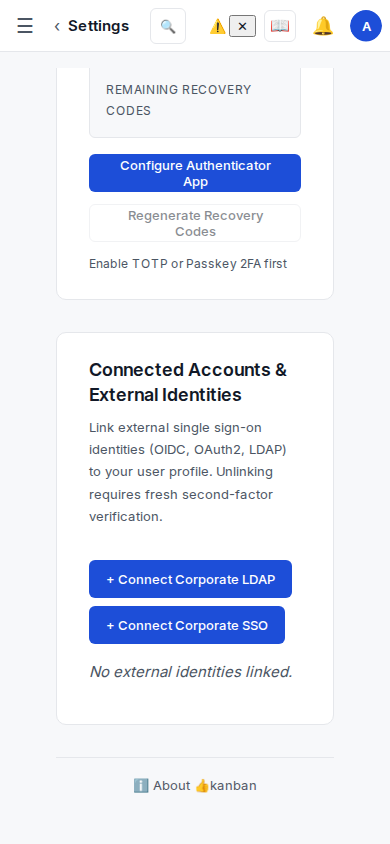 ☰ ‹ Settings 🔍 ⚠️ ✕ 📖 🔔 A
REMAINING RECOVERY
CODES
Configure Authenticator
App
Regenerate Recovery
Codes
Enable TOTP or Passkey 2FA first
Connected Accounts &
External Identities
Link external single sign-on
identities (OIDC, OAuth2, LDAP)
to your user profile. Unlinking
requires fresh second-factor
verification.
+ Connect Corporate LDAP
+ Connect Corporate SSO
No external identities linked.
ℹ️ About 👍kanban